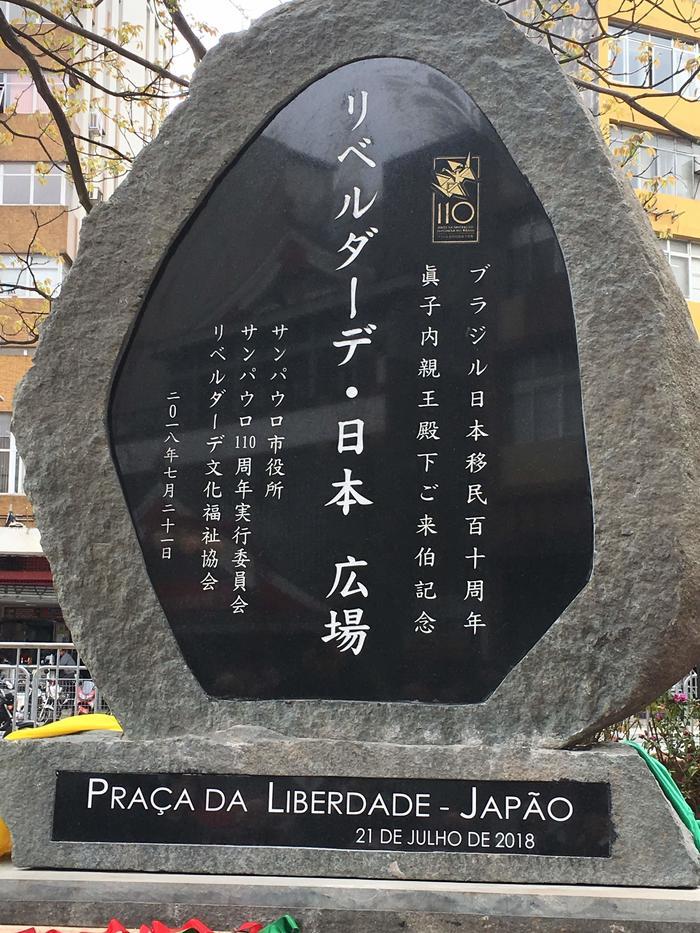 110
ブラジル日本移民百十周年
眞子内親王殿下ご来伯記念
リベルダーデ・日本 広場
サンパウロ市役所
サンパウロ110周年実行委員会
リベルダーデ文化福祉協会
二〇一八年七月二十一日
PRAÇA DA LIBERDADE - JAPÃO
21 DE JULHO DE 2018